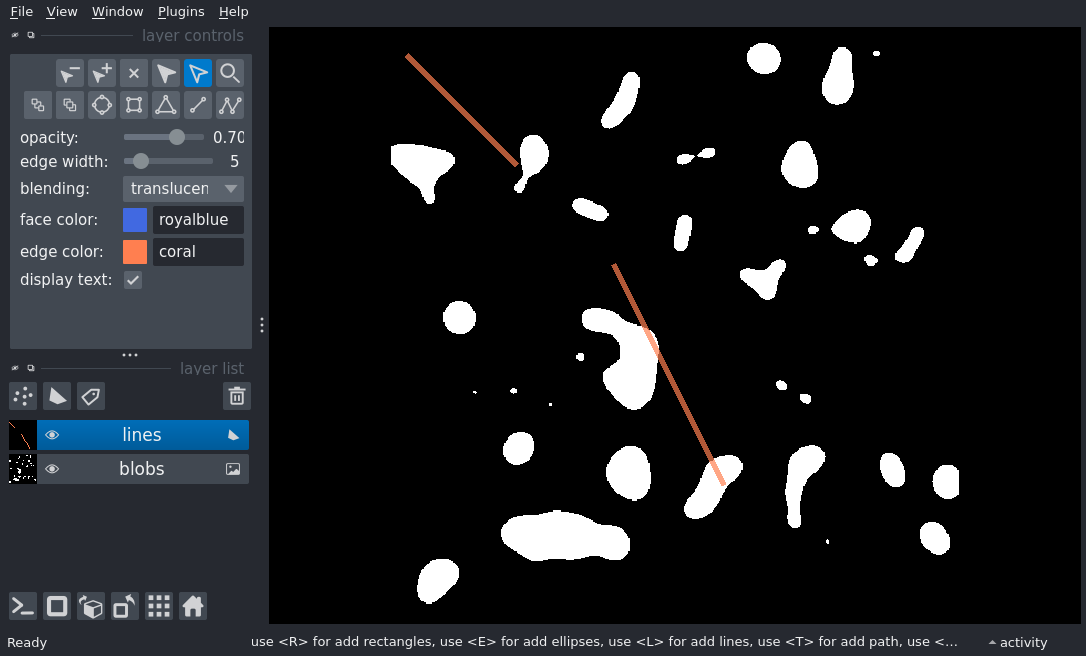 File View Window Plugins Help
layer controls
opacity: 0.70
edge width: 5
blending: translucen
face color: royalblue
edge color: coral
display text:
layer list
lines
blobs
Ready use <R> for add rectangles, use <E> for add ellipses, use <L> for add lines, use <T> for add path, use <... activity